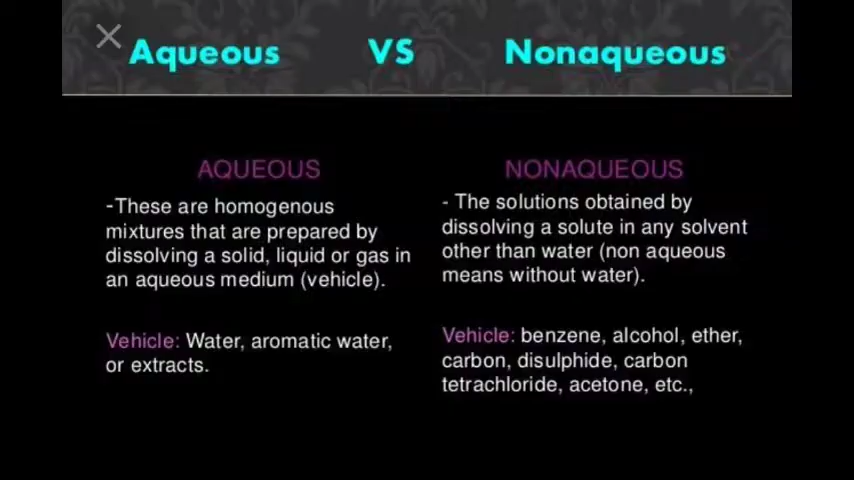 Aqueous VS Nonaqueous
AQUEOUS
-These are homogenous
mixtures that are prepared by
dissolving a solid, liquid or gas in
an aqueous medium (vehicle).
Vehicle: Water, aromatic water,
or extracts.
NONAQUEOUS
- The solutions obtained by
dissolving a solute in any solvent
other than water (non aqueous
means without water).
Vehicle: benzene, alcohol, ether,
carbon, disulphide, carbon
tetrachloride, acetone, etc.,